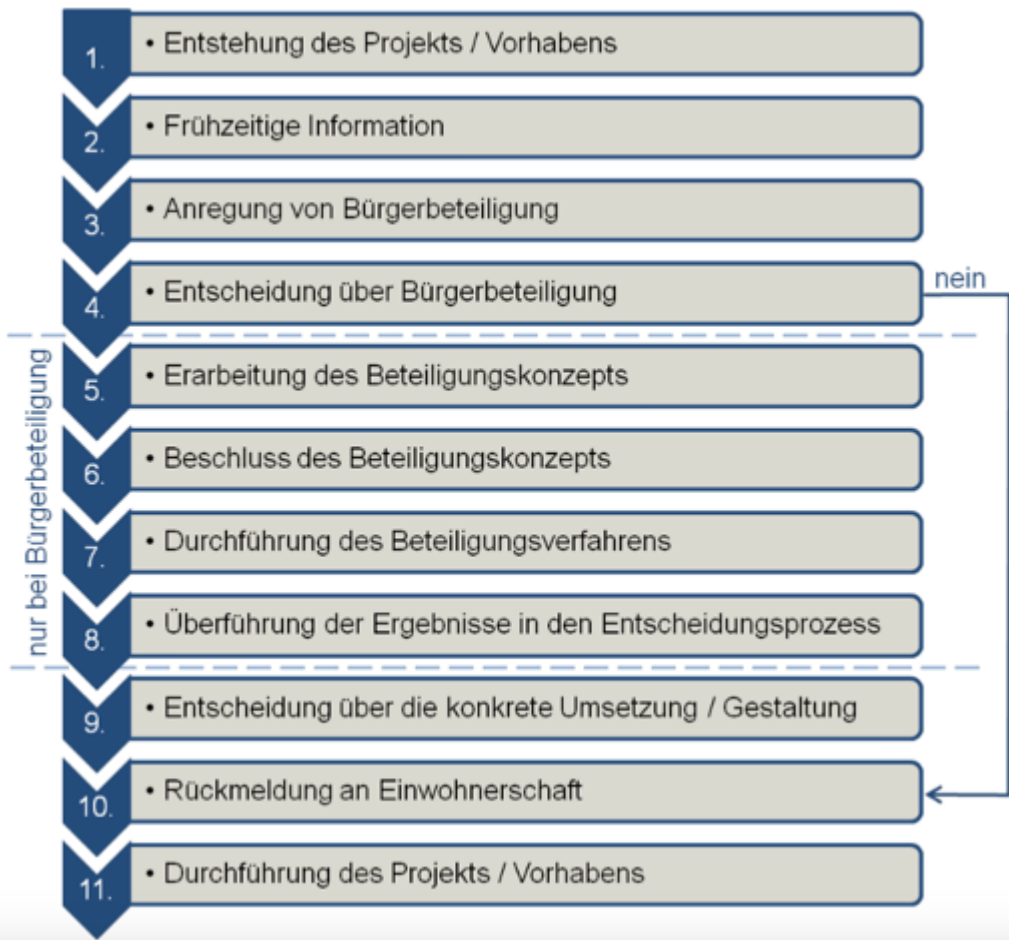 1. • Entstehung des Projekts / Vorhabens
2. • Frühzeitige Information
3. • Anregung von Bürgerbeteiligung
4. • Entscheidung über Bürgerbeteiligung
nein
nur bei Bürgerbeteiligung
5. • Erarbeitung des Beteiligungskonzepts
6. • Beschluss des Beteiligungskonzepts
7. • Durchführung des Beteiligungsverfahrens
8. • Überführung der Ergebnisse in den Entscheidungsprozess
9. • Entscheidung über die konkrete Umsetzung / Gestaltung
10. • Rückmeldung an Einwohnerschaft
11. • Durchführung des Projekts / Vorhabens